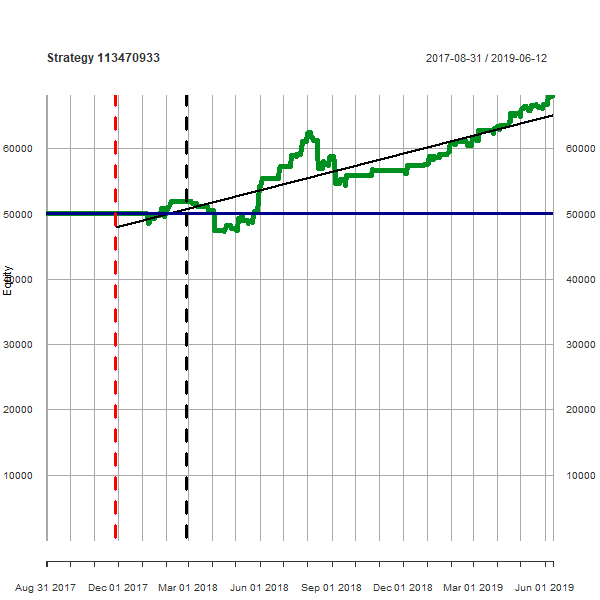 Strategy 113470933 2017-08-31 / 2019-06-12
60000 60000
50000 50000
40000 40000
Equity
30000 30000
20000 20000
10000 10000
Aug 31 2017 Dec 01 2017 Mar 01 2018 Jun 01 2018 Sep 01 2018 Dec 01 2018 Mar 01 2019 Jun 01 2019